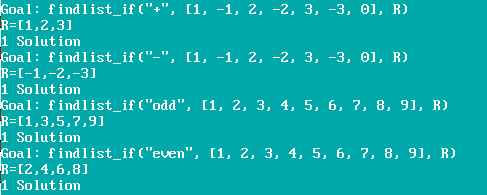 Goal: findlist_if("+", [1, -1, 2, -2, 3, -3, 0], R)
R=[1,2,3]
1 Solution
Goal: findlist_if("-", [1, -1, 2, -2, 3, -3, 0], R)
R=[-1,-2,-3]
1 Solution
Goal: findlist_if("odd", [1, 2, 3, 4, 5, 6, 7, 8, 9], R)
R=[1,3,5,7,9]
1 Solution
Goal: findlist_if("even", [1, 2, 3, 4, 5, 6, 7, 8, 9], R)
R=[2,4,6,8]
1 Solution